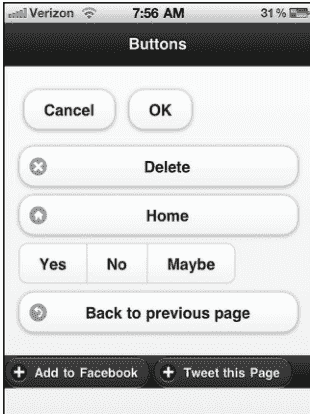 Verizon 7:56 AM 31%
Buttons
Cancel OK
Delete
Home
Yes No Maybe
Back to previous page
Add to Facebook Tweet this Page